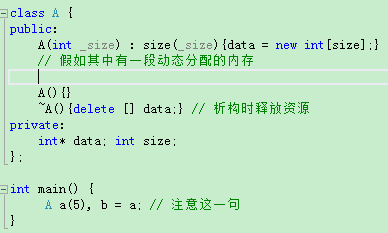 class A {
public:
A(int _size) : size(_size){data = new int[size];}
// 假如其中有一段动态分配的内存
A(){}
~A(){delete [] data;} // 析构时释放资源
private:
int* data; int size;
};
int main() {
A a(5), b = a; // 注意这一句
}